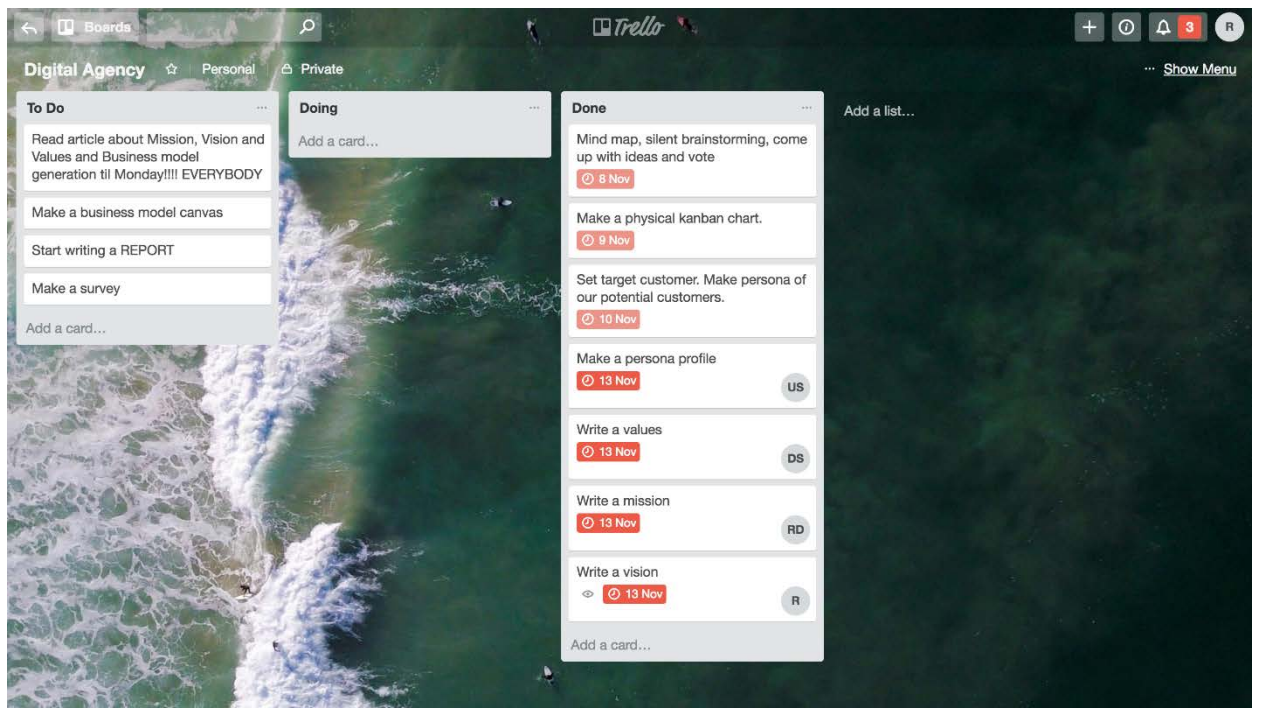 Boards
Trello
3
R
Digital Agency
Personal
Private
... Show Menu
To Do ...
Read article about Mission, Vision and
Values and Business model
generation til Monday!!!! EVERYBODY
Make a business model canvas
Start writing a REPORT
Make a survey
Add a card...
Doing ...
Add a card...
Done ...
Mind map, silent brainstorming, come
up with ideas and vote
8 Nov
Make a physical kanban chart.
9 Nov
Set target customer. Make persona of
our potential customers.
10 Nov
Make a persona profile
13 Nov
US
Write a values
13 Nov
DS
Write a mission
13 Nov
RD
Write a vision
13 Nov
R
Add a card...
Add a list...